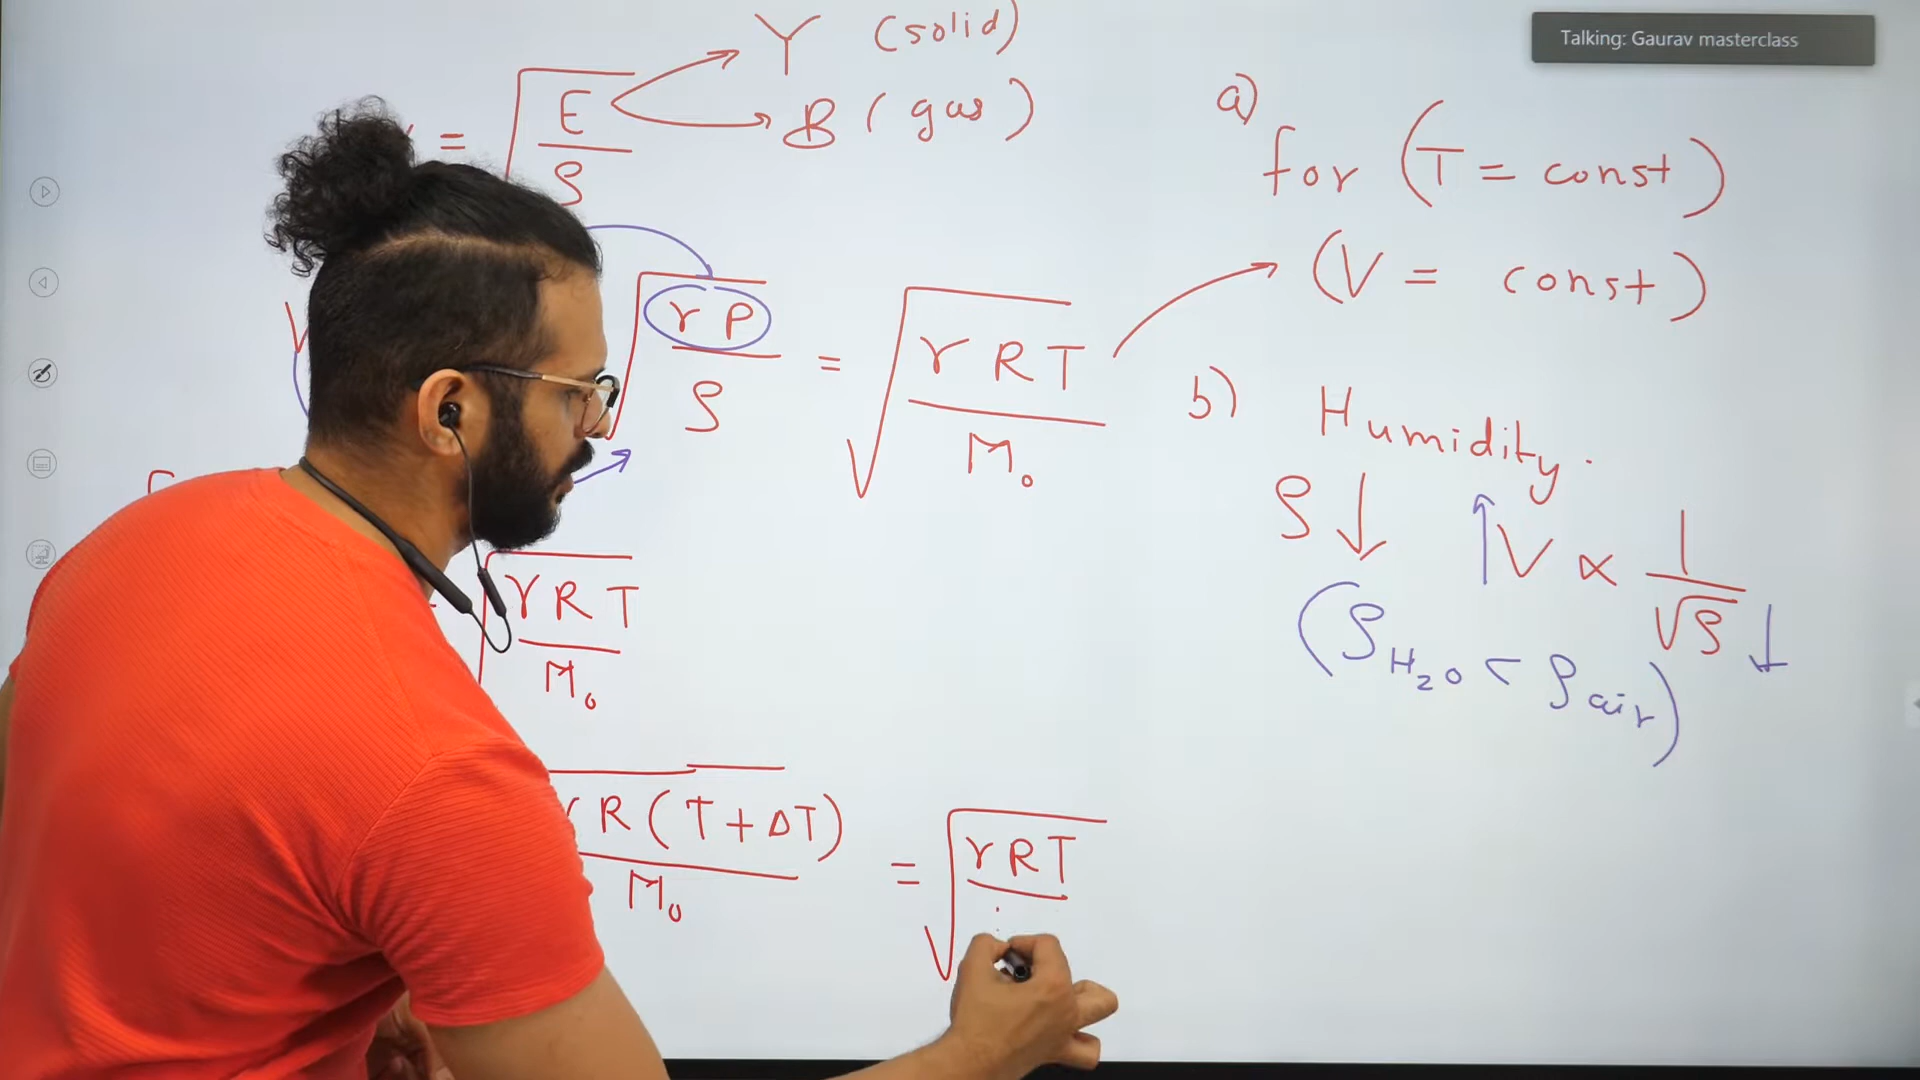 Talking: Gaurav masterclass
= √(E/ρ)
Y (solid)
B (gas)
√(γP/ρ) = √(γRT/M₀)
√(γRT/M₀)
R(T+ΔT)/M₀ = √(γRT
a)
for (T = const)
(V = const)
b) Humidity.
ρ↓ ↑V ∝ 1/√ρ↓
(ρH₂O < ρair)